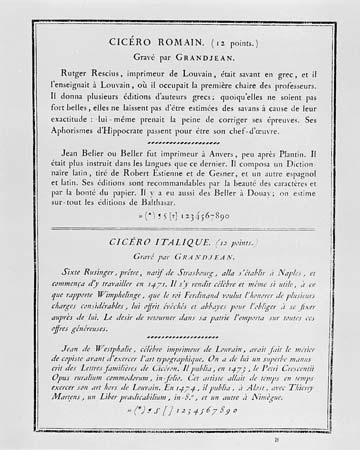 CICÉRO ROMAIN. (12 points.)
Gravé par GRANDJEAN.
Rutger Rescius, imprimeur de Louvain, était savant en grec, et il
l'enseignait à Louvain, où il occupait la première chaire des professeurs.
Il donna plusieurs éditions d'auteurs grecs; quoiqu'elles ne soient pas
fort belles, elles ne laissent pas d'être estimées des savans à cause de leur
exactitude : lui-même prenait la peine de corriger ses épreuves. Ses
Aphorismes d'Hippocrate passent pour être son chef-d'œuvre.
Jean Belier ou Beller fut imprimeur à Anvers, peu après Plantin. Il
était plus instruit dans les langues que ce dernier. Il composa un Diction-
naire latin, tiré de Robert Estienne et de Gesner, et un autre espagnol
et latin. Ses éditions sont recommandables par la beauté des caractères et
par la bonté du papier. Il y a eu aussi des Beller à Douay; on estime
sur-tout les éditions de Balthasar.
» (*) ¶ § [†] 1234567890
CICÉRO ITALIQUE. (12 points.)
Gravé par GRANDJEAN.
Sixte Rusinger, prêtre, natif de Strasbourg, alla s'établir à Naples, et
commença d'y travailler en 1471. Il s'y rendit célèbre et même si utile, à ce
que rapporte Wimphelinge, que le roi Ferdinand voulut l'honorer de plusieurs
charges considérables, lui offrit évêchés et abbayes pour l'obliger à se fixer
auprès de lui. Le desir de retourner dans sa patrie l'emporta sur toutes ces
offres généreuses.
Jean de Westphalie, célèbre imprimeur de Louvain, avait fait le métier
de copiste avant d'exercer l'art typographique. On a de lui un superbe manus-
crit des Lettres familières de Cicéron. Il publia, en 1473, le Petri Crescentii
Opus ruralium commodorum, in-folio. Cet artiste allait de temps en temps
exercer son art hors de Louvain. En 1474, il publia, à Alost, avec Thierry
Martens, un Liber prædicabilium, in-8.º, et un autre in-Nige.
» (*) ¶ § [ ] 1234567890